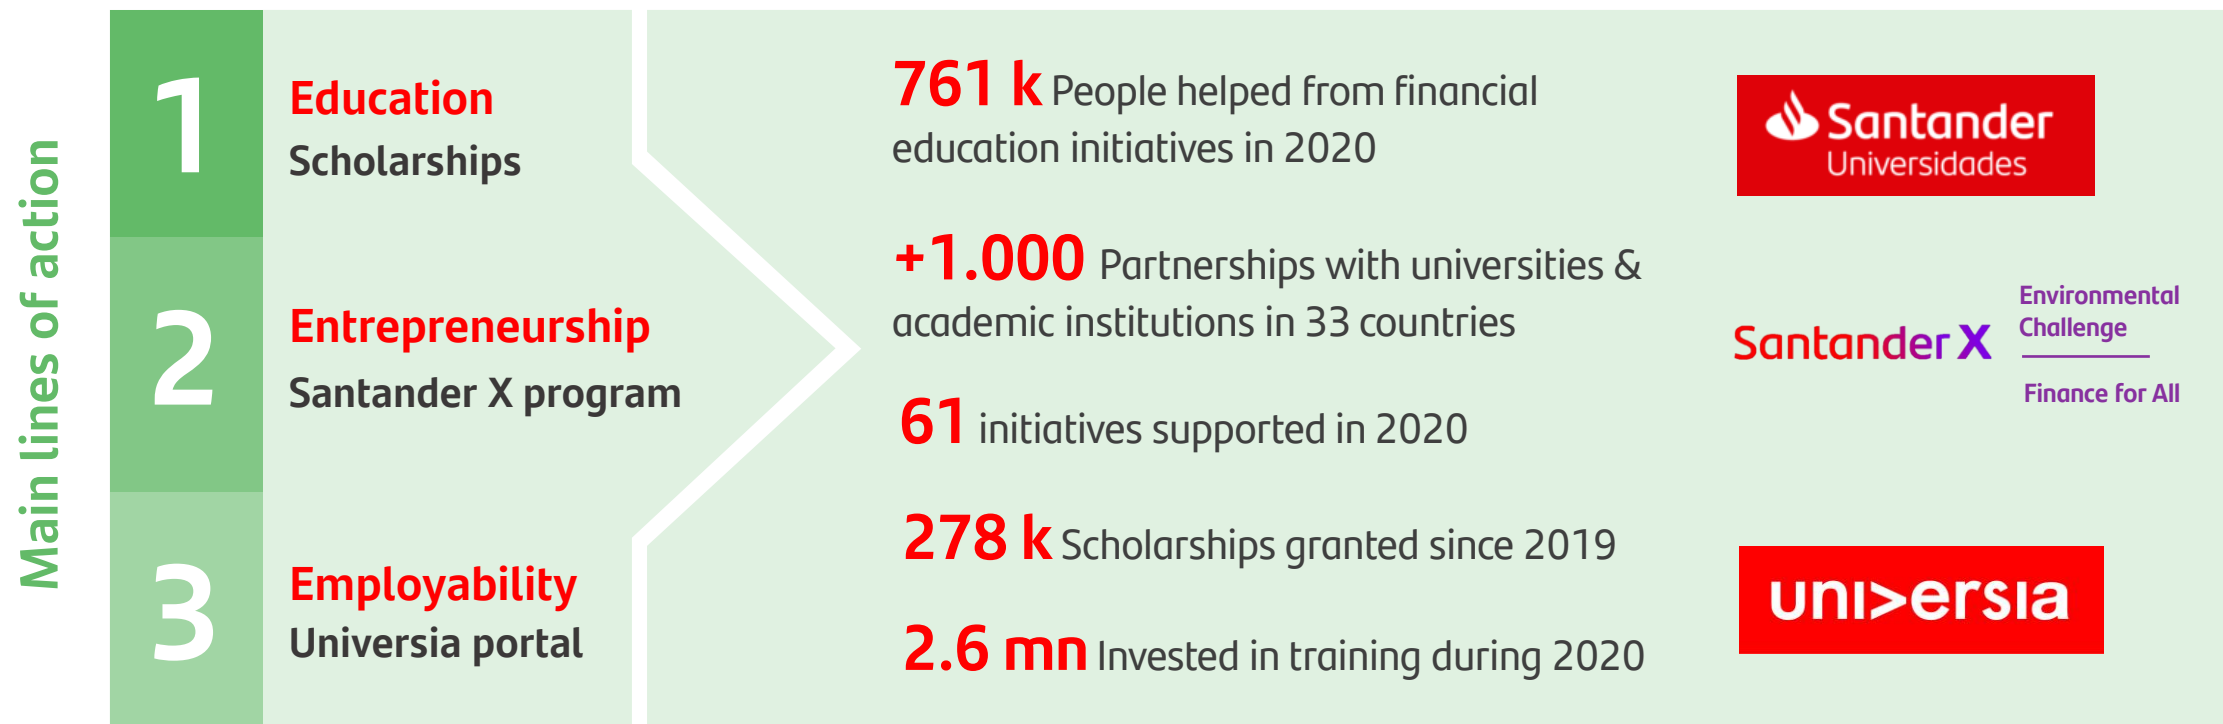 Main lines of action
1
Education
Scholarships
2
Entrepreneurship
Santander X program
3
Employability
Universia portal
761 k People helped from financial
education initiatives in 2020
+1.000 Partnerships with universities &
academic institutions in 33 countries
61 initiatives supported in 2020
278 k Scholarships granted since 2019
2.6 mn Invested in training during 2020
Santander
Universidades
Santander X
Environmental
Challenge
Finance for All
uni>ersia